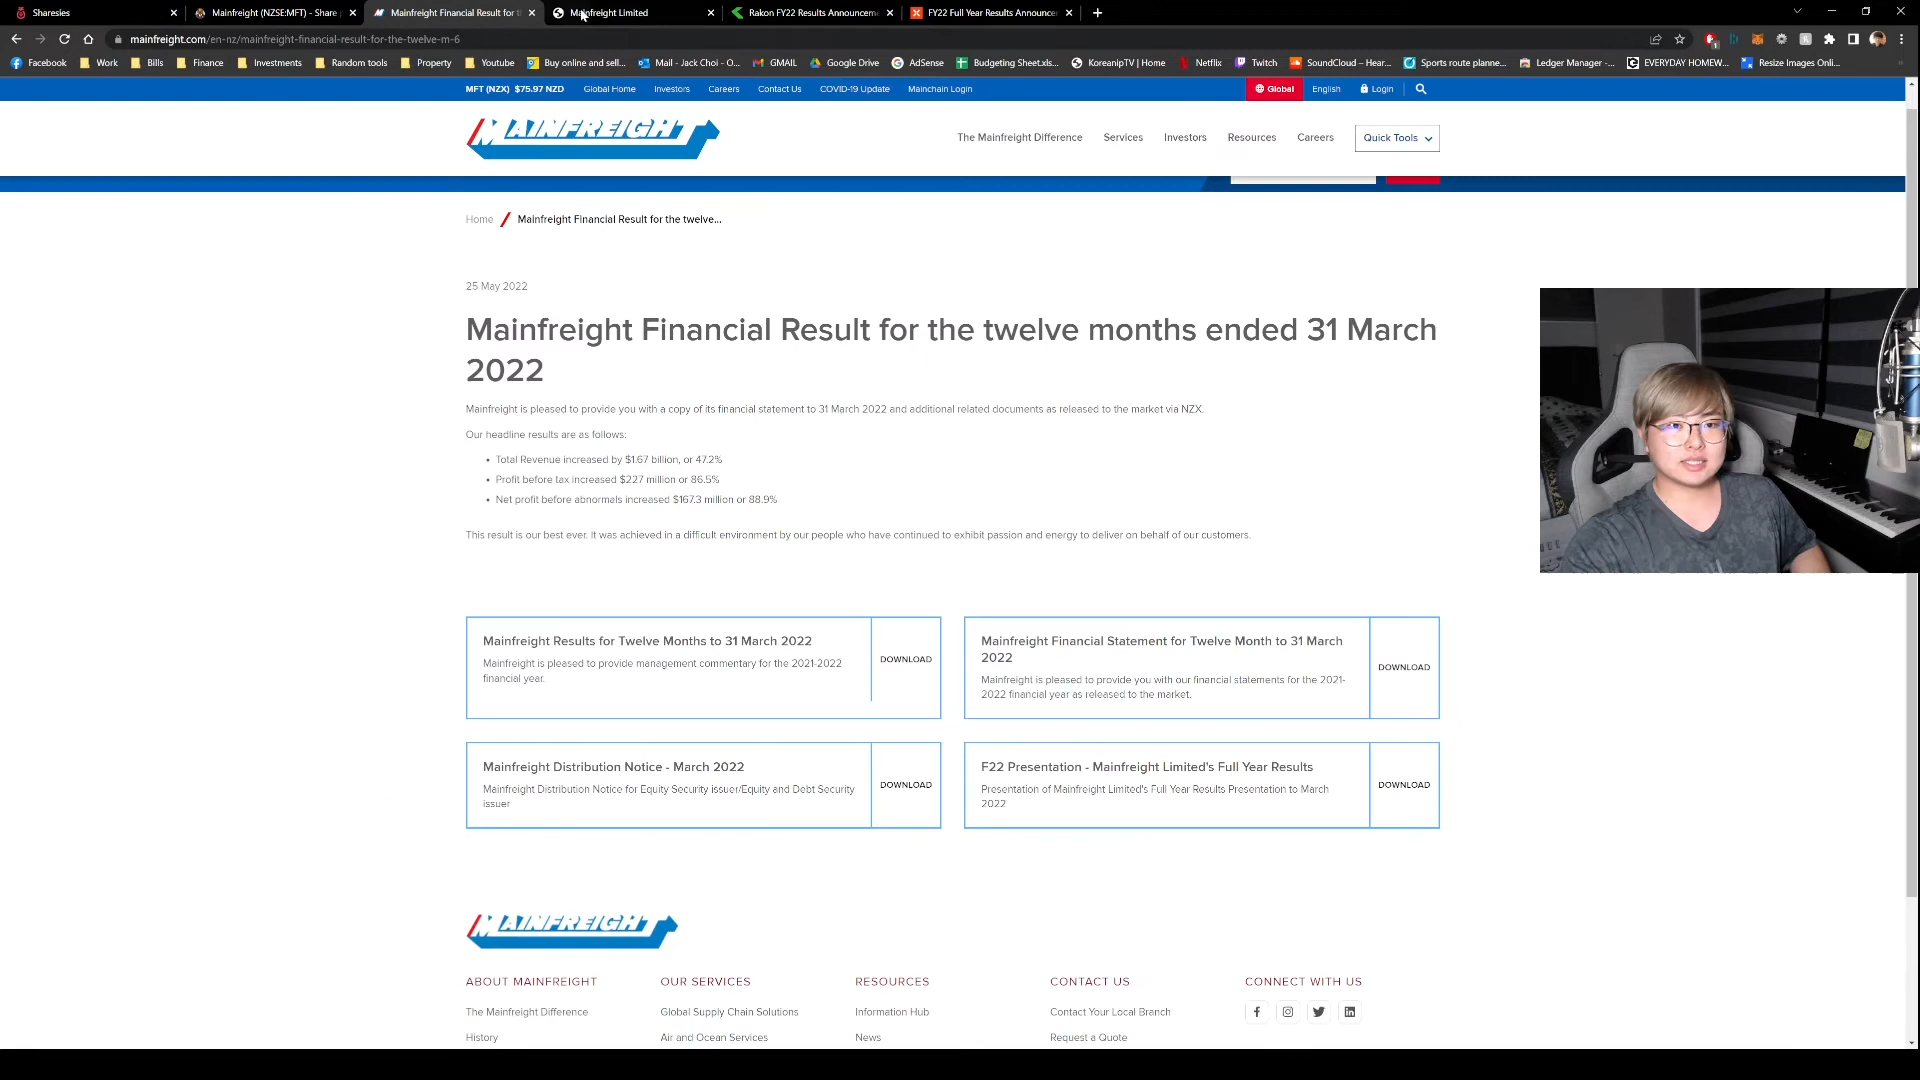 Sharesies
Mainfreight (NZSE:MFT) - Share
Mainfreight Financial Result for
Mainfreight Limited
Rakon FY22 Results Announceme
FY22 Full Year Results Announce
mainfreight.com/en-nz/mainfreight-financial-result-for-the-twelve-m-6
Facebook
Work
Bills
Finance
Investments
Random tools
Property
Youtube
Buy online and sell...
Mail - Jack Choi - O...
GMAIL
Google Drive
AdSense
Budgeting Sheet.xls...
KoreanipTV | Home
Netflix
Twitch
SoundCloud – Hear...
Sports route planne...
Ledger Manager -...
EVERYDAY HOMEW...
Resize Images Onli...
MFT (NZX) $75.97 NZD
Global Home
Investors
Careers
Contact Us
COVID-19 Update
Mainchain Login
Global
English
Login
MAINFREIGHT
The Mainfreight Difference
Services
Investors
Resources
Careers
Quick Tools
Home
Mainfreight Financial Result for the twelve...
25 May 2022
Mainfreight Financial Result for the twelve months ended 31 March
2022
Mainfreight is pleased to provide you with a copy of its financial statement to 31 March 2022 and additional related documents as released to the market via NZX.
Our headline results are as follows:
• Total Revenue increased by $1.67 billion, or 47.2%
• Profit before tax increased $227 million or 86.5%
• Net profit before abnormals increased $167.3 million or 88.9%
This result is our best ever. It was achieved in a difficult environment by our people who have continued to exhibit passion and energy to deliver on behalf of our customers.
Mainfreight Results for Twelve Months to 31 March 2022
Mainfreight is pleased to provide management commentary for the 2021-2022
financial year.
DOWNLOAD
Mainfreight Financial Statement for Twelve Month to 31 March
2022
Mainfreight is pleased to provide you with our financial statements for the 2021-
2022 financial year as released to the market.
DOWNLOAD
Mainfreight Distribution Notice - March 2022
Mainfreight Distribution Notice for Equity Security issuer/Equity and Debt Security
issuer
DOWNLOAD
F22 Presentation - Mainfreight Limited's Full Year Results
Presentation of Mainfreight Limited's Full Year Results Presentation to March
2022
DOWNLOAD
MAINFREIGHT
ABOUT MAINFREIGHT
OUR SERVICES
RESOURCES
CONTACT US
CONNECT WITH US
The Mainfreight Difference
Global Supply Chain Solutions
Information Hub
Contact Your Local Branch
History
Air and Ocean Services
News
Request a Quote